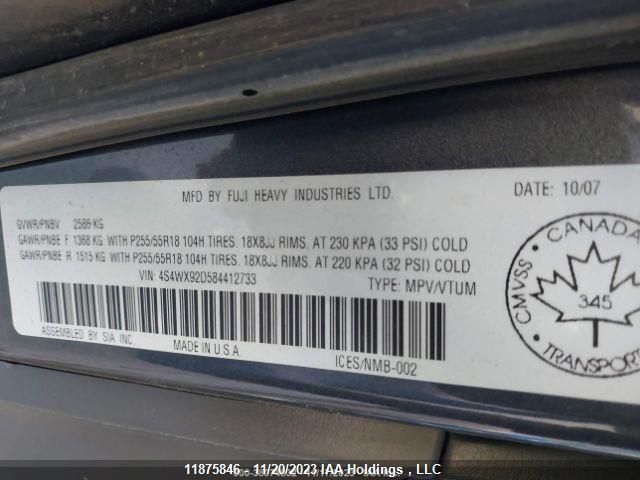 MFD BY FUJI HEAVY INDUSTRIES LTD. DATE: 10/07
GVWR/PNBV 2586 KG
GAWR/PNBE F 1368 KG WITH P255/55R18 104H TIRES. 18X8JJ RIMS. AT 230 KPA (33 PSI) COLD
GAWR/PNBE R 1515 KG WITH P255/55R18 104H TIRES. 18X8JJ RIMS. AT 220 KPA (32 PSI) COLD
VIN: 4S4WX92D584412733 TYPE: MPV/VTUM
ASSEMBLED BY SIA INC. MADE IN U.S.A. ICES/NMB-002
CANADA
CMVSS
345
TRANSPORT
11875846 - 11/20/2023 IAA Holdings , LLC